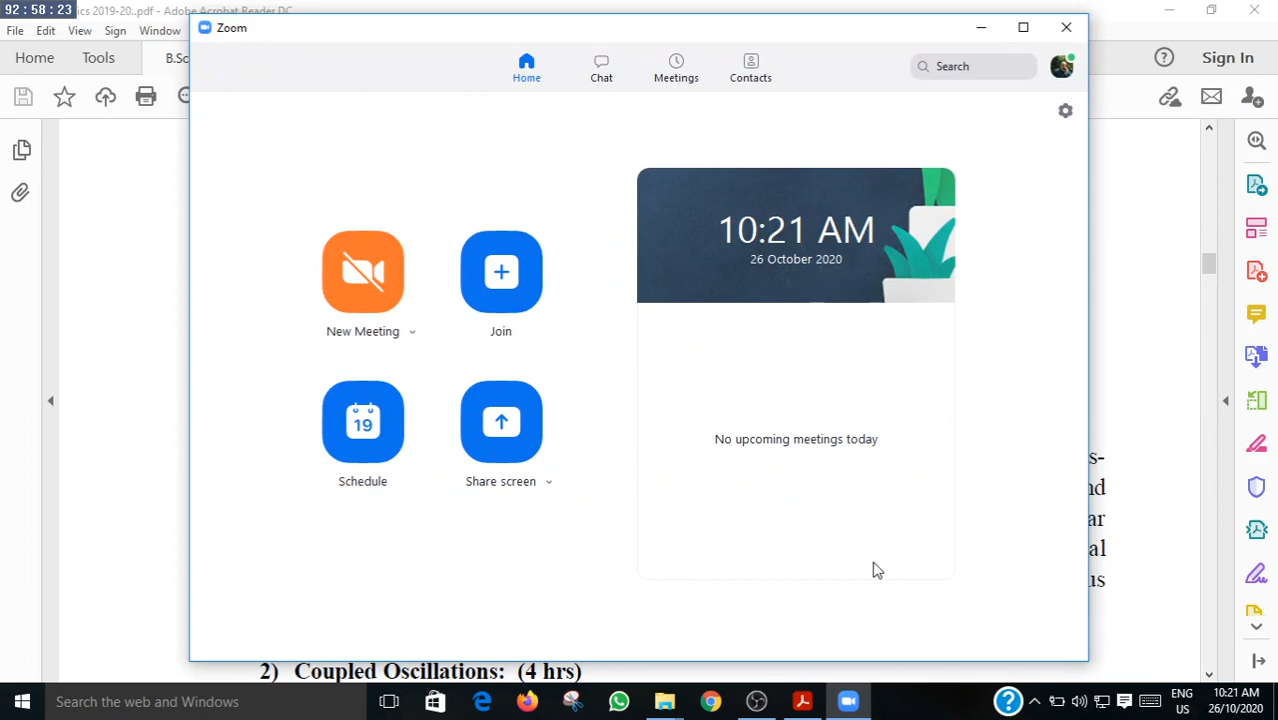 92:58:23
ics 2019-20..pdf - Adobe Acrobat Reader DC
File Edit View Sign Window
Home Tools B.Sc
Sign In
Zoom
Home Chat Meetings Contacts
Search
10:21 AM
26 October 2020
New Meeting
Join
19
Schedule
Share screen
No upcoming meetings today
s-
nd
ar
al
us
2) Coupled Oscillations: (4 hrs)
Search the web and Windows
ENG
US
10:21 AM
26/10/2020